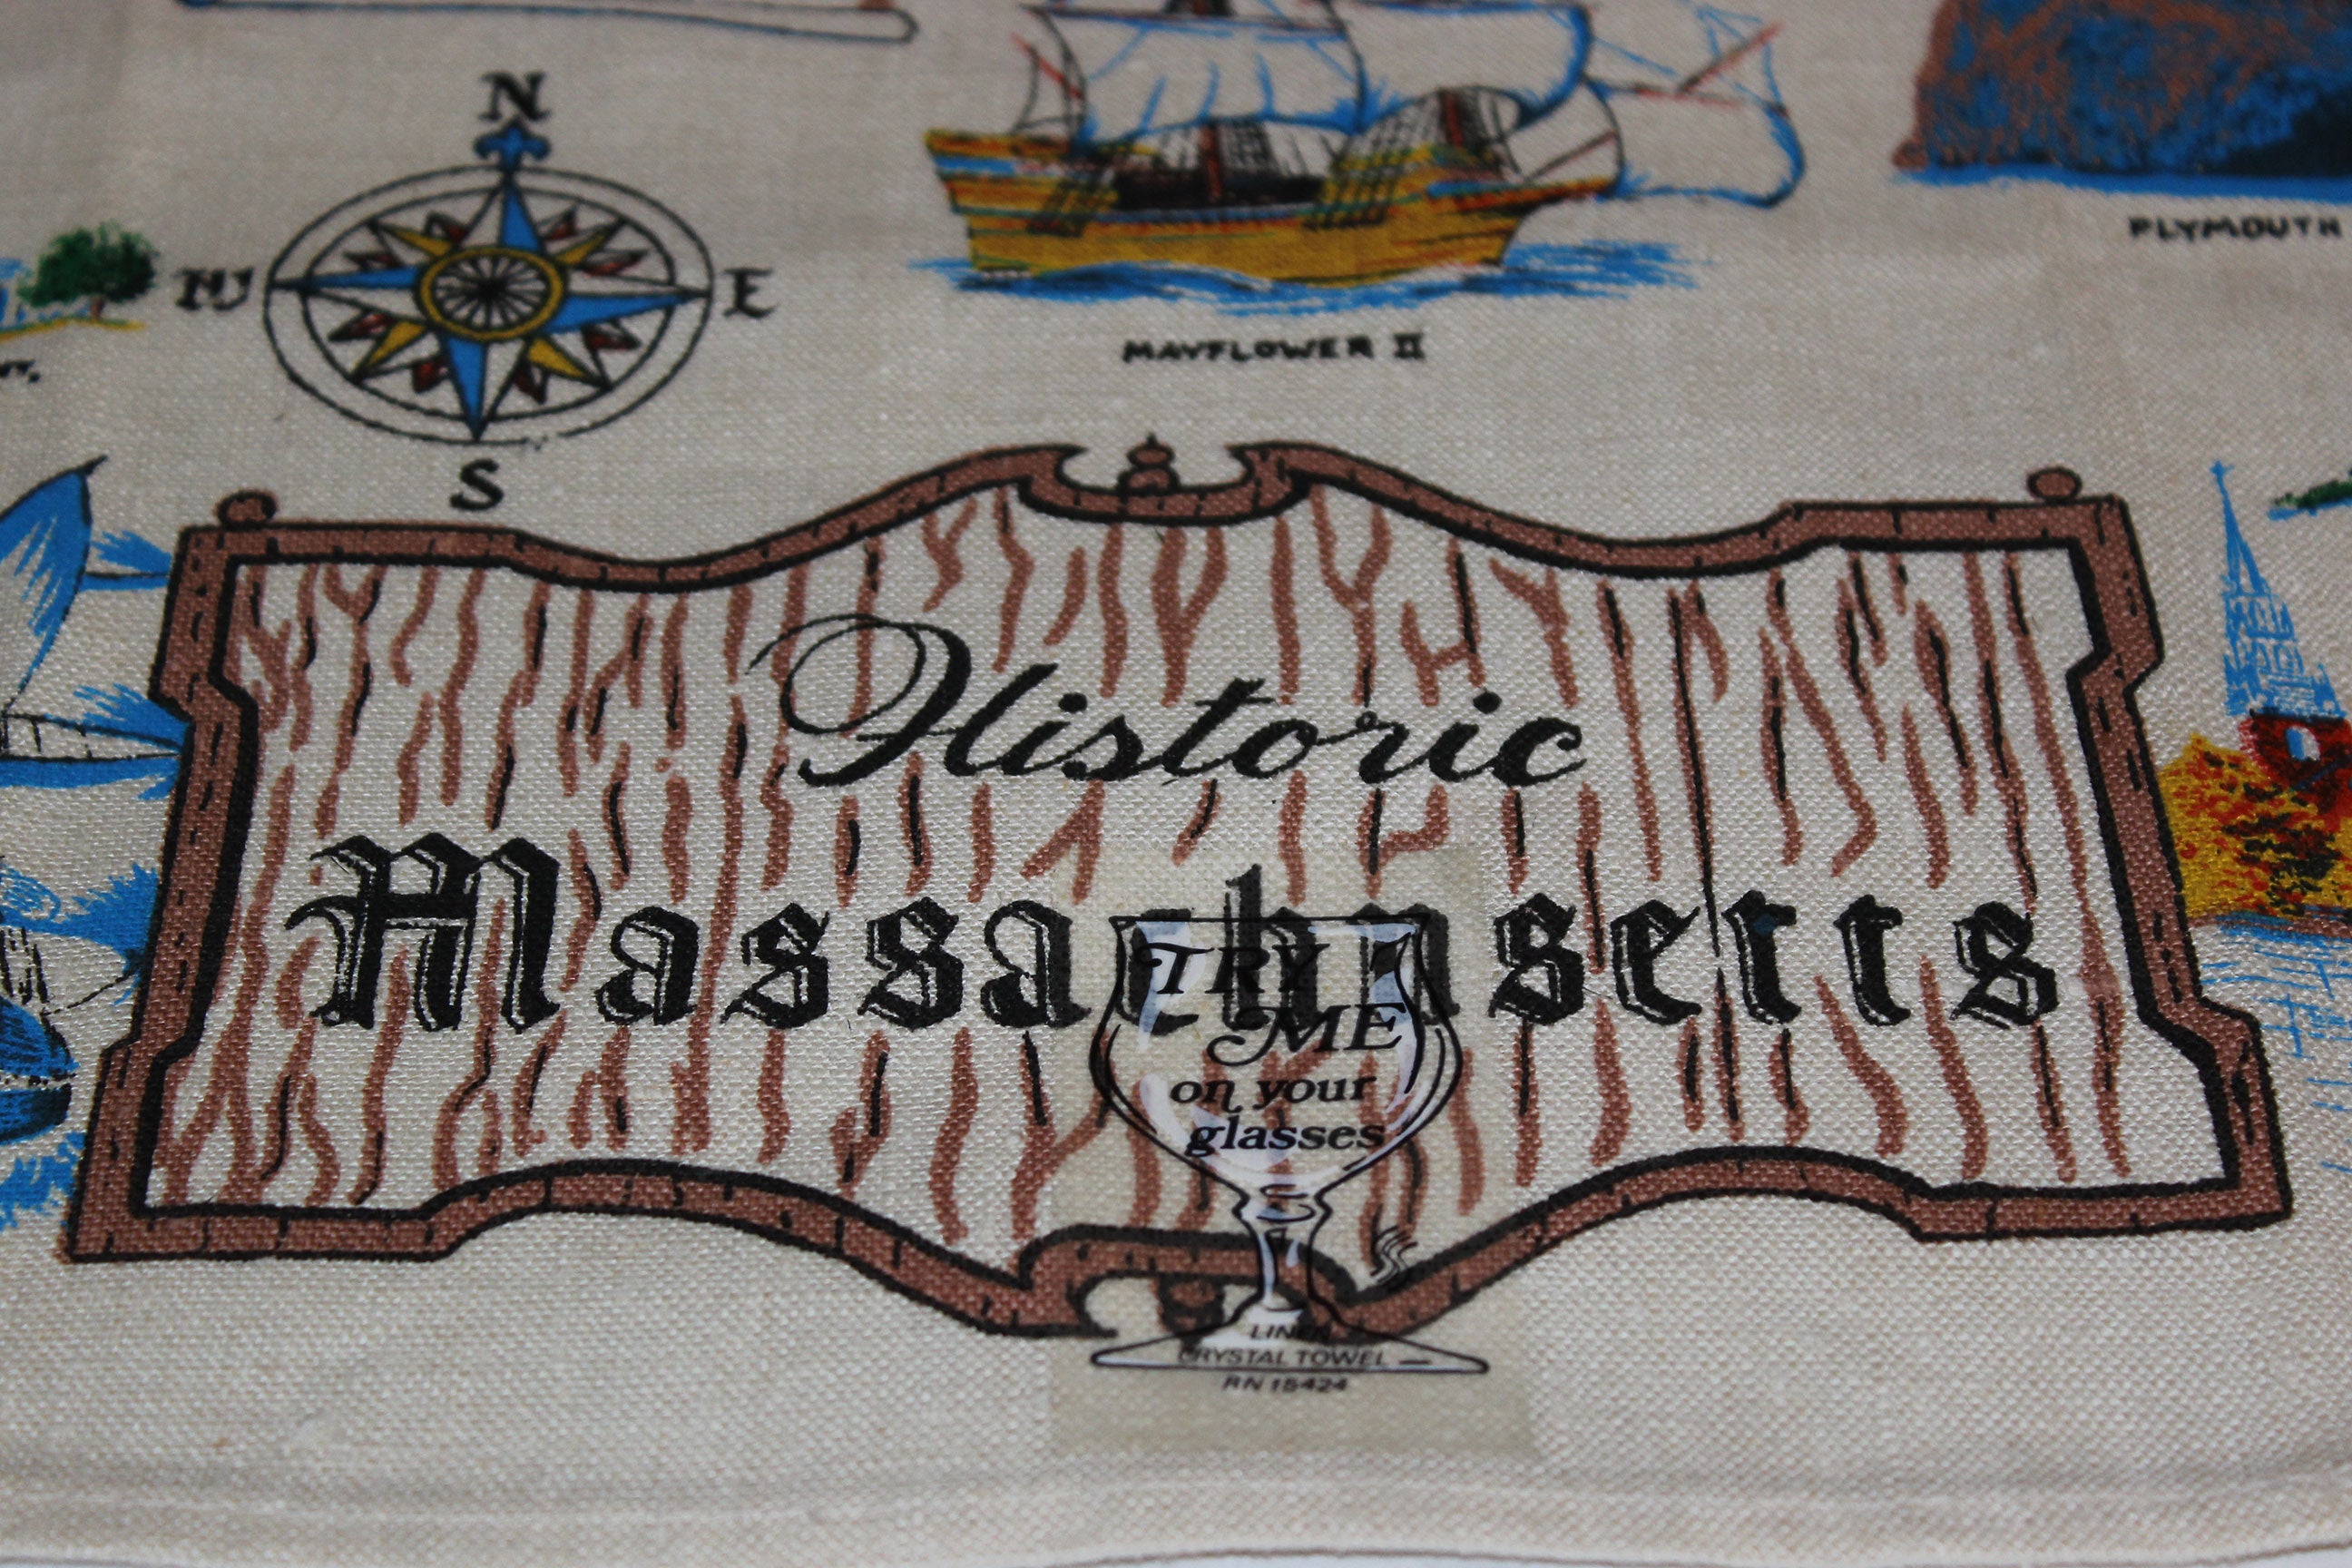 N
W E
S
MAYFLOWER II
PLYMOUTH
Historic
Massachusetts
TRY
ME
on your
glasses
LINEN
CRYSTAL TOWEL
RN 15424